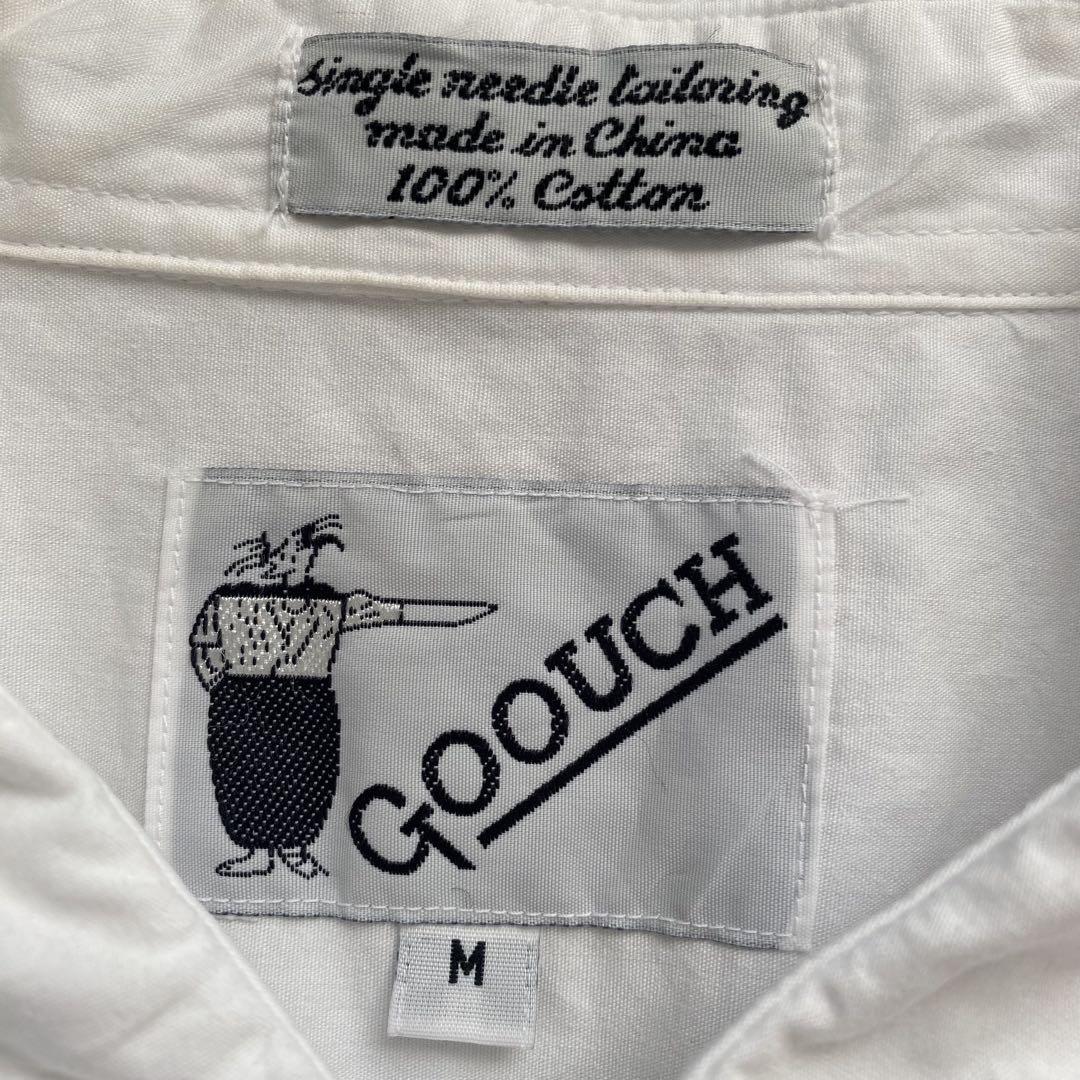 single needle tailoring
made in China
100% Cotton
GOOUCH
M